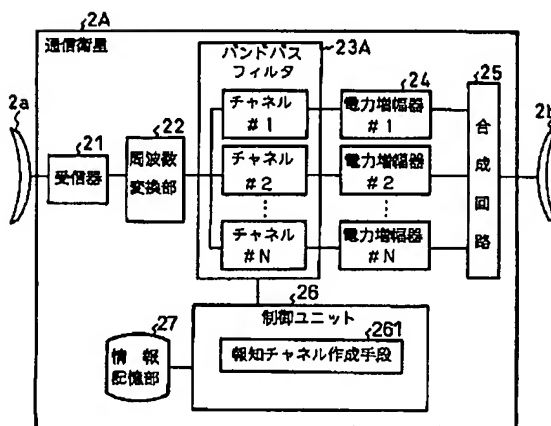 2A
通信衛星
バンドパス
フィルタ
23A
2a
21
受信器
22
周波数
変換部
チャネル
#1
チャネル
#2
チャネル
#N
24
電力増幅器
#1
電力増幅器
#2
電力増幅器
#N
25
合成回路
2b
26
制御ユニット
261
報知チャネル作成手段
27
情報
記憶部